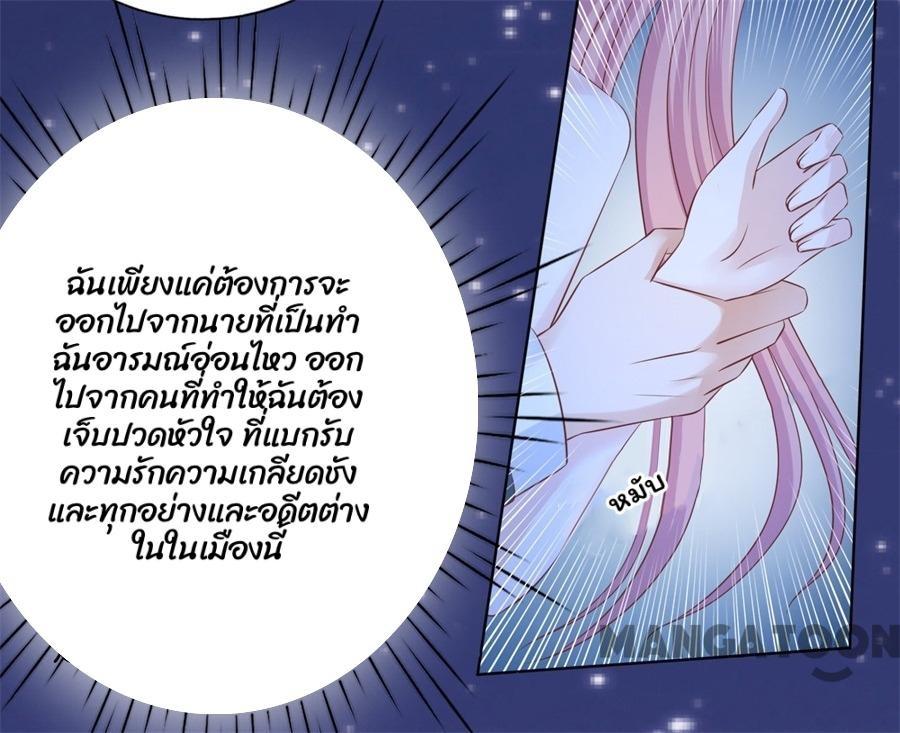 ฉันเพียงแค่ต้องการจะ
ออกไปจากนายที่เป็นทำ
ฉันอารมณ์อ่อนไหว ออก
ไปจากคนที่ทำให้ฉันต้อง
เจ็บปวดหัวใจ ที่แบกรับ
ความรักความเกลียดชัง
และทุกอย่างและอดีตต่าง
ในในเมืองนี้
หมับ
MANGATOON